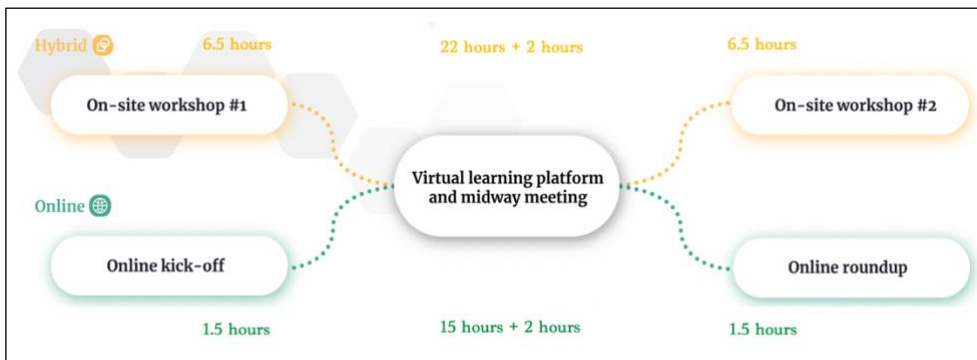 Hybrid
6.5 hours
22 hours + 2 hours
6.5 hours
On-site workshop #1
On-site workshop #2
Virtual learning platform
and midway meeting
Online
Online kick-off
Online roundup
1.5 hours
15 hours + 2 hours
1.5 hours